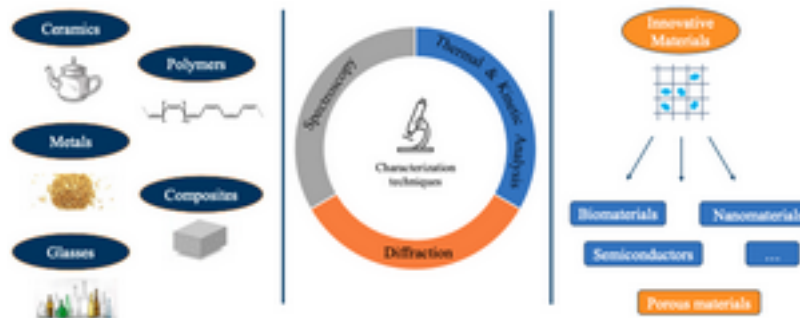 Ceramics
Polymers
Metals
Composites
Glasses
Spectroscopy
Thermal & Kinetic Analysis
Characterization
techniques
Diffraction
Innovative
Materials
Biomaterials
Nanomaterials
Semiconductors
...
Porous materials